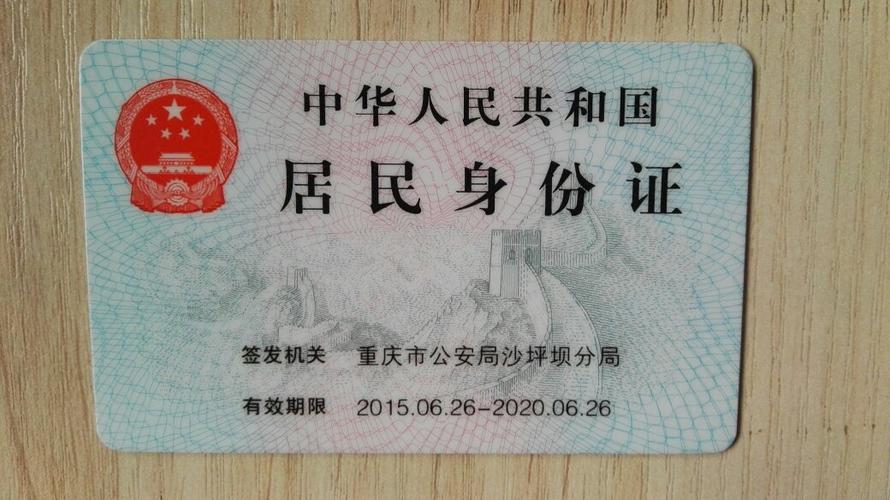 中华人民共和国
居民身份证
签发机关 重庆市公安局沙坪坝分局
有效期限 2015.06.26-2020.06.26